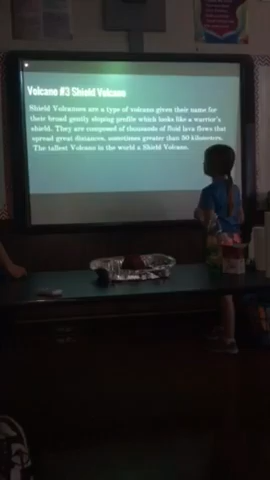 Volcano #3 Shield Volcano
Shield Volcanoes are a type of volcano given their name for
their broad gently sloping profile which looks like a warrior's
shield. They are composed of thousands of fluid lava flows that
spread great distances, sometimes greater than 50 kilometers.
The tallest Volcano in the world a Shield Volcano.